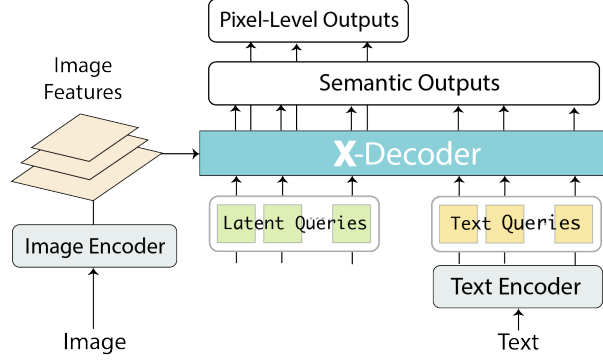 Pixel-Level Outputs
Image
Features
Semantic Outputs
X-Decoder
Latent Queries
Text Queries
Image Encoder
Text Encoder
Image
Text